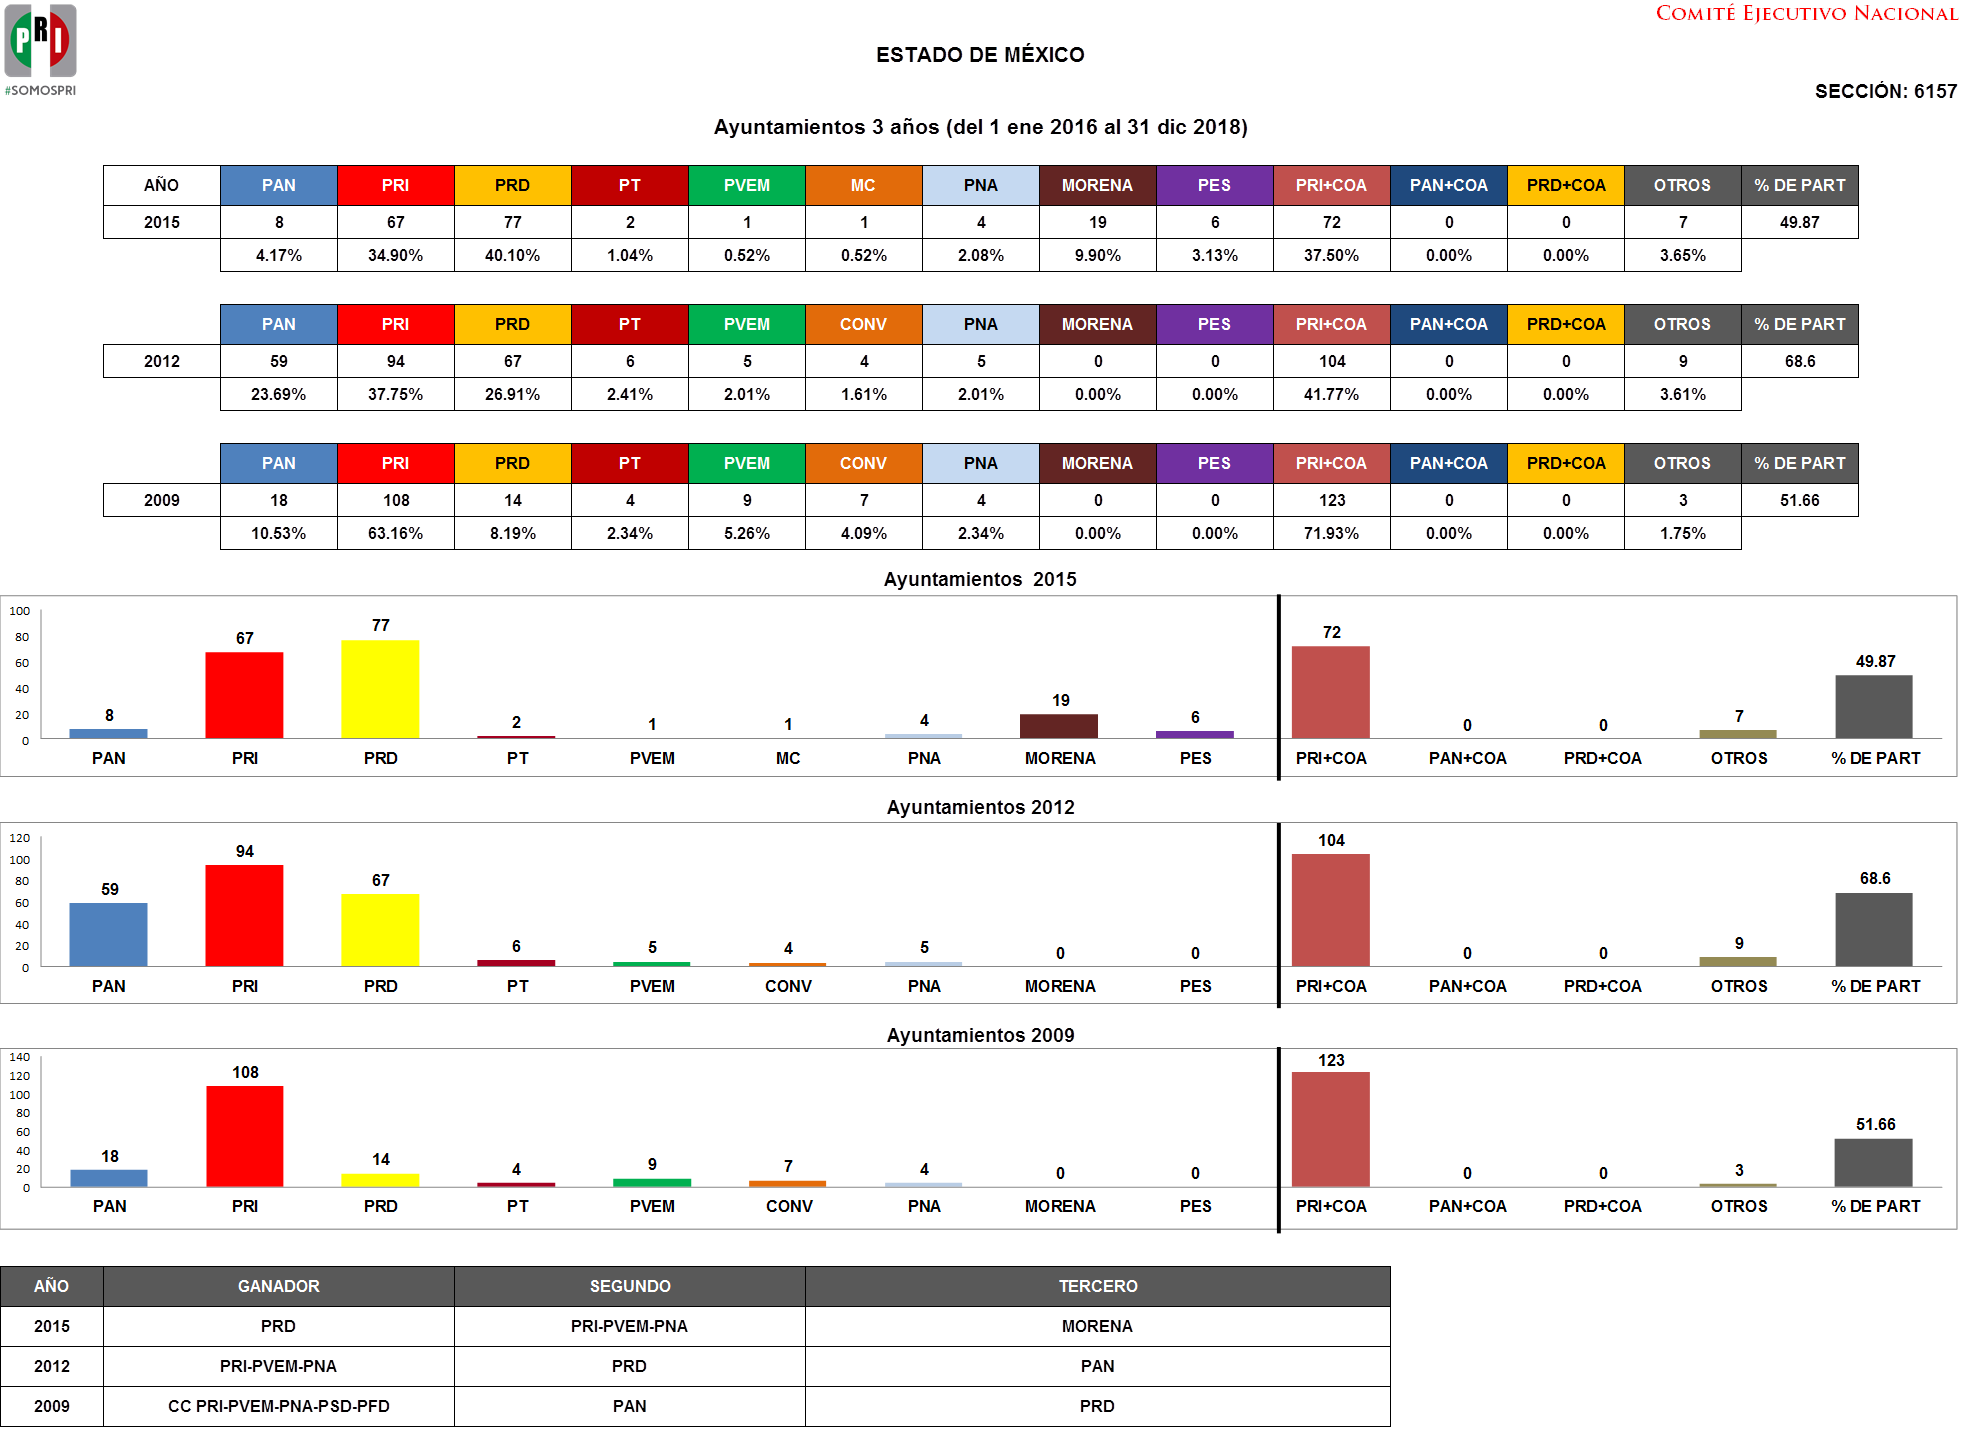 PRI
#SOMOSPRI
COMITÉ EJECUTIVO NACIONAL
ESTADO DE MÉXICO
SECCIÓN: 6157
Ayuntamientos 3 años (del 1 ene 2016 al 31 dic 2018)
AÑO PAN PRI PRD PT PVEM MC PNA MORENA PES PRI+COA PAN+COA PRD+COA OTROS % DE PART
2015 8 67 77 2 1 1 4 19 6 72 0 0 7 49.87
4.17% 34.90% 40.10% 1.04% 0.52% 0.52% 2.08% 9.90% 3.13% 37.50% 0.00% 0.00% 3.65%
PAN PRI PRD PT PVEM CONV PNA MORENA PES PRI+COA PAN+COA PRD+COA OTROS % DE PART
2012 59 94 67 6 5 4 5 0 0 104 0 0 9 68.6
23.69% 37.75% 26.91% 2.41% 2.01% 1.61% 2.01% 0.00% 0.00% 41.77% 0.00% 0.00% 3.61%
PAN PRI PRD PT PVEM CONV PNA MORENA PES PRI+COA PAN+COA PRD+COA OTROS % DE PART
2009 18 108 14 4 9 7 4 0 0 123 0 0 3 51.66
10.53% 63.16% 8.19% 2.34% 5.26% 4.09% 2.34% 0.00% 0.00% 71.93% 0.00% 0.00% 1.75%
Ayuntamientos 2015
100
80
60
40
20
0
8 67 77 2 1 1 4 19 6 72 0 0 7 49.87
PAN PRI PRD PT PVEM MC PNA MORENA PES PRI+COA PAN+COA PRD+COA OTROS % DE PART
Ayuntamientos 2012
120
100
80
60
40
20
0
59 94 67 6 5 4 5 0 0 104 0 0 9 68.6
PAN PRI PRD PT PVEM CONV PNA MORENA PES PRI+COA PAN+COA PRD+COA OTROS % DE PART
Ayuntamientos 2009
140
120
100
80
60
40
20
0
18 108 14 4 9 7 4 0 0 123 0 0 3 51.66
PAN PRI PRD PT PVEM CONV PNA MORENA PES PRI+COA PAN+COA PRD+COA OTROS % DE PART
AÑO GANADOR SEGUNDO TERCERO
2015 PRD PRI-PVEM-PNA MORENA
2012 PRI-PVEM-PNA PRD PAN
2009 CC PRI-PVEM-PNA-PSD-PFD PAN PRD